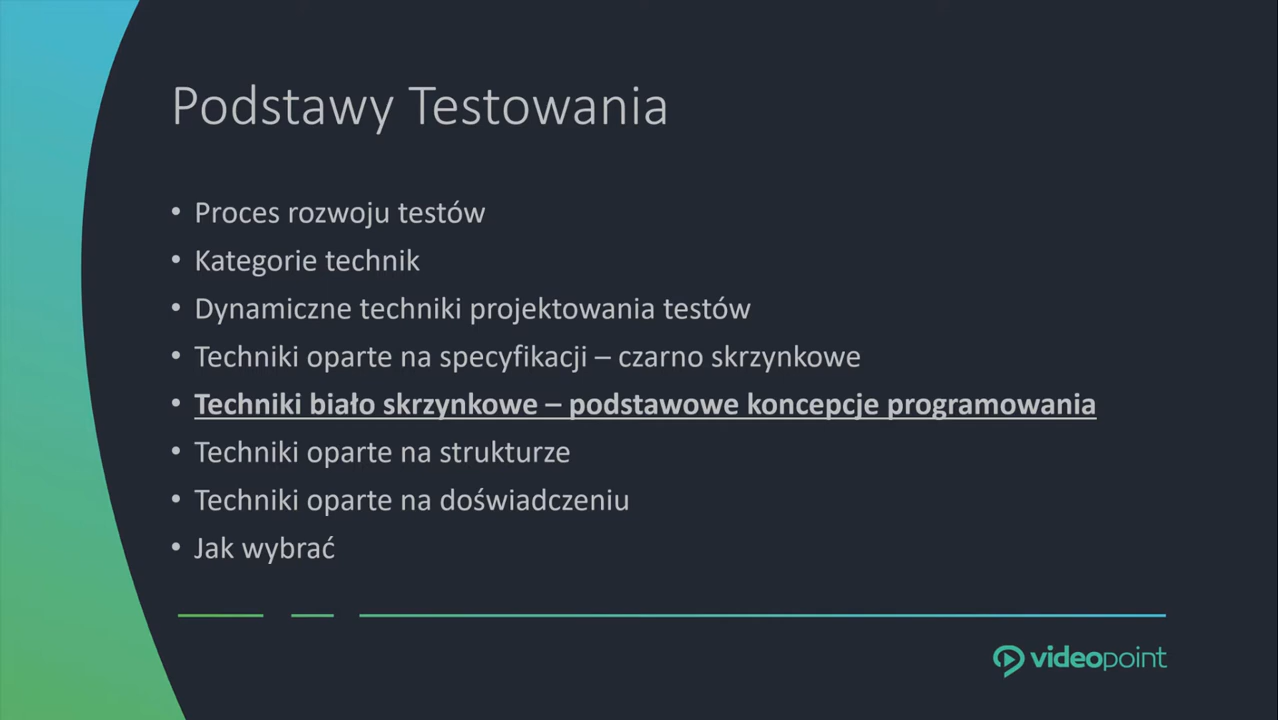 Podstawy Testowania
• Proces rozwoju testów
• Kategorie technik
• Dynamiczne techniki projektowania testów
• Techniki oparte na specyfikacji – czarno skrzynkowe
• Techniki biało skrzynkowe – podstawowe koncepcje programowania
• Techniki oparte na strukturze
• Techniki oparte na doświadczeniu
• Jak wybrać
videopoint